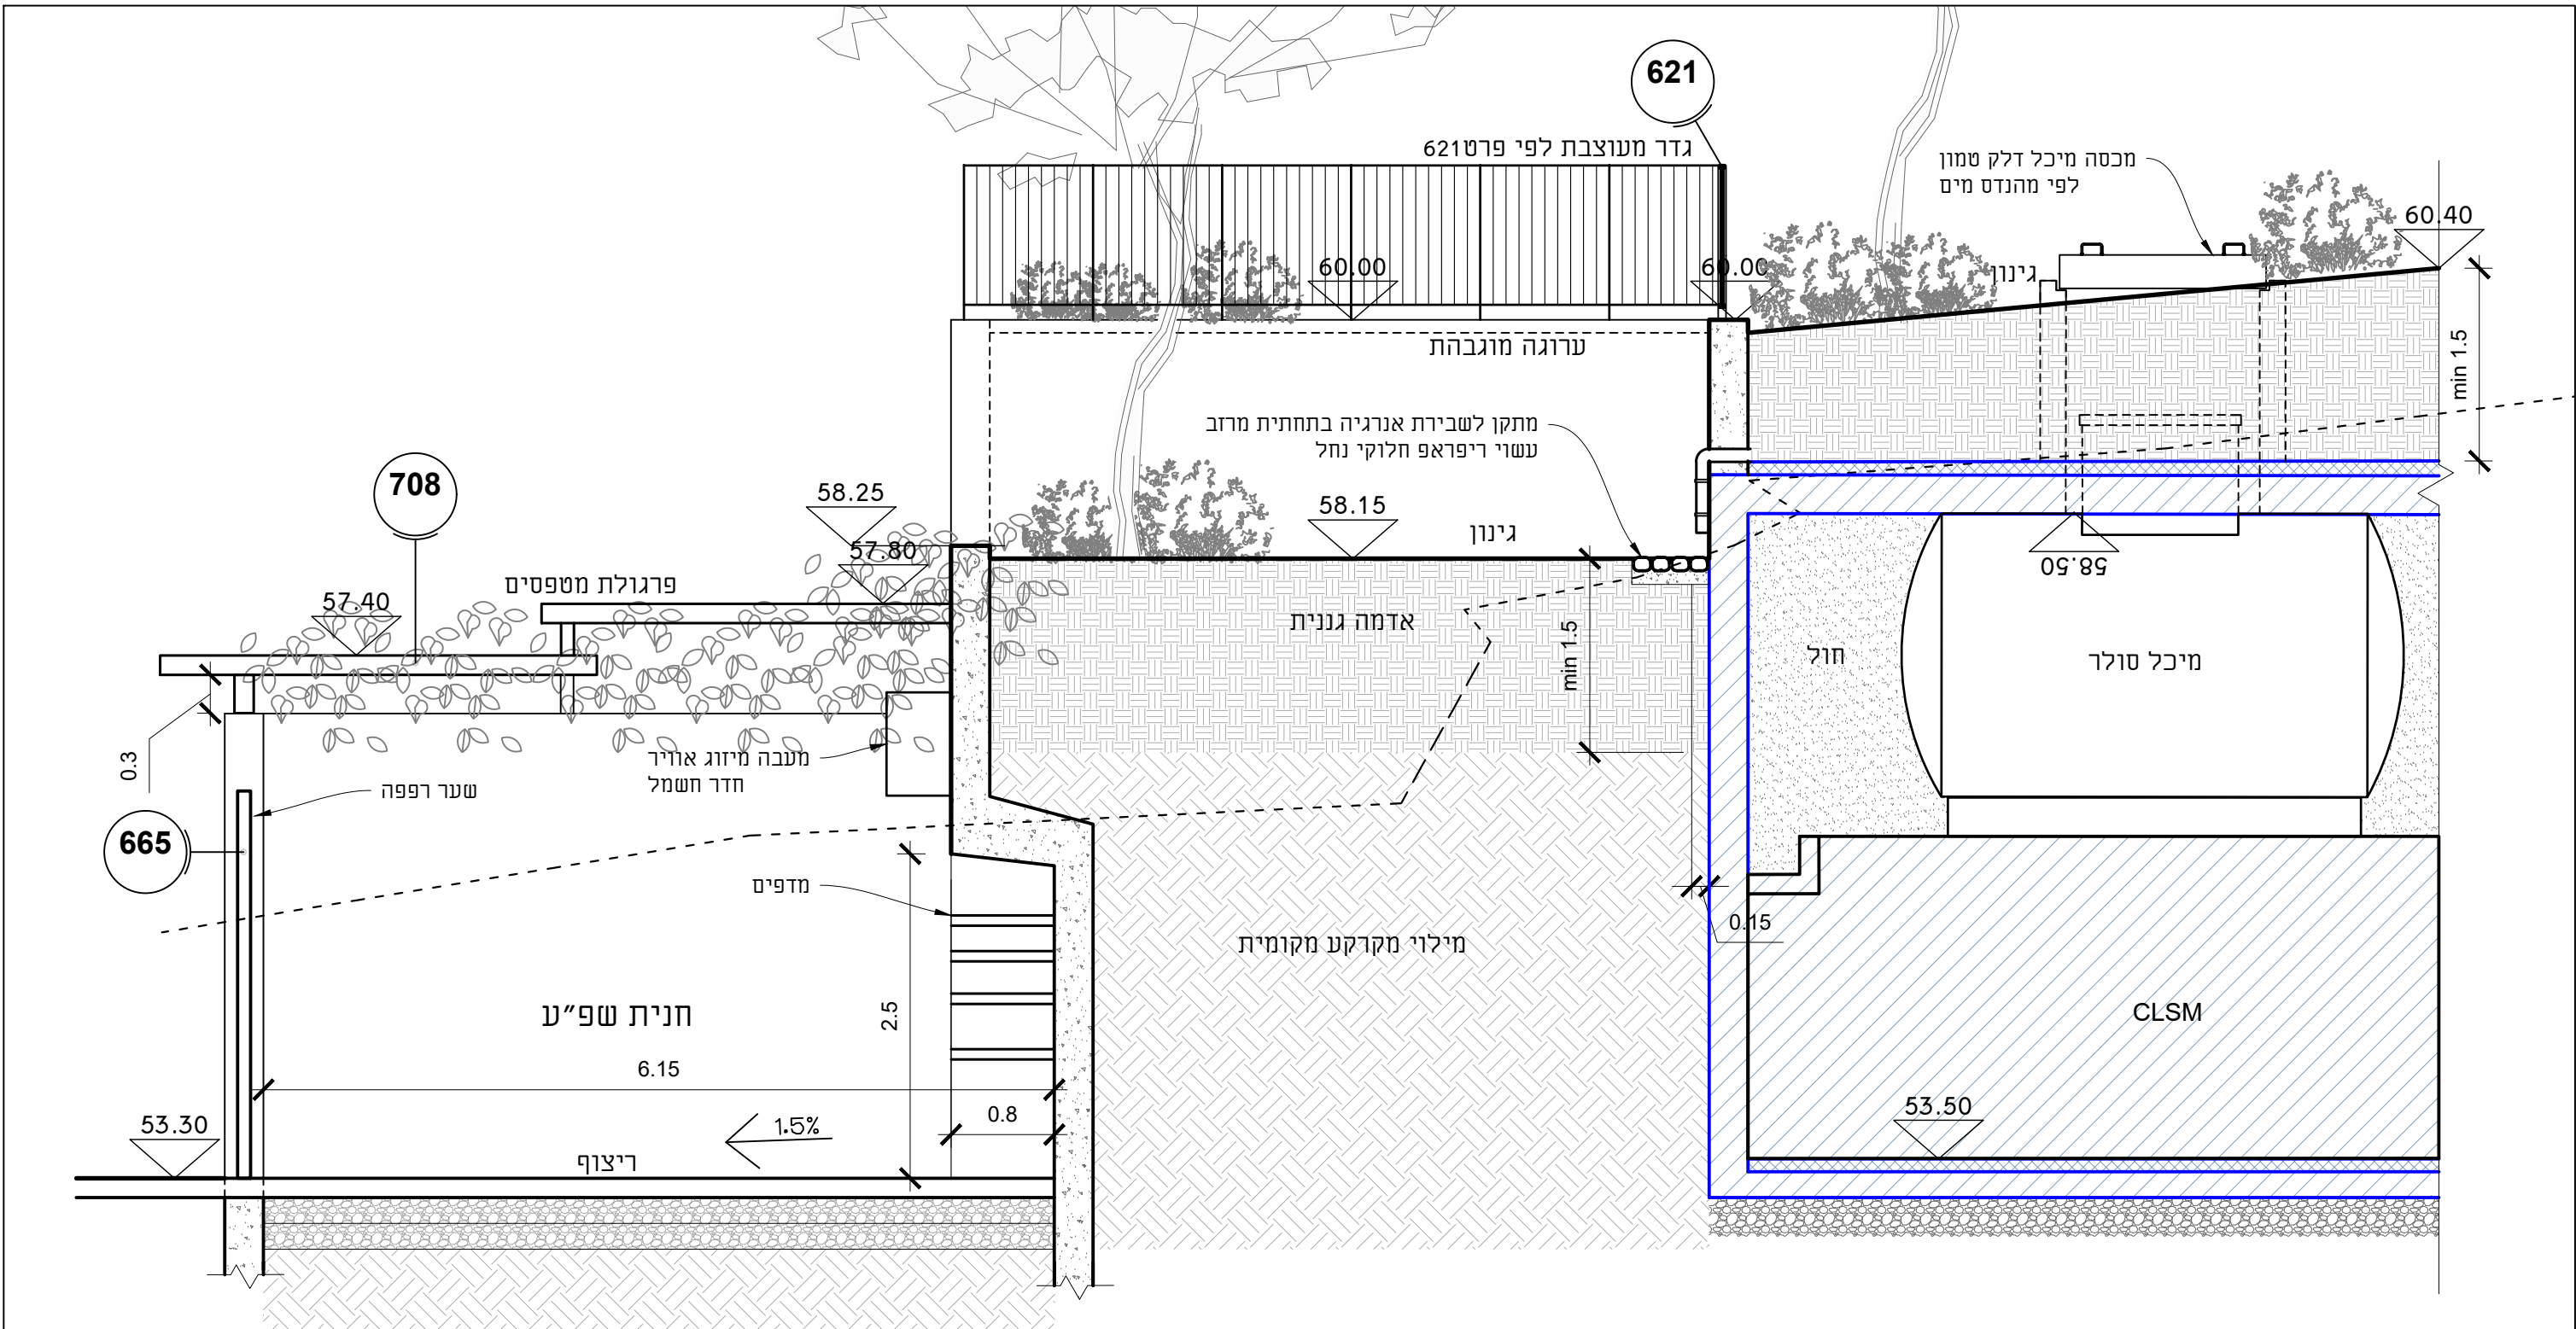 621
גדר מעוצבת לפי פרט621
מכסה מיכל דלק טמון
לפי מהנדס מים
60.40
60.00
60.00
גינון
ערוגה מוגבהת
min 1.5
מתקן לשבירת אנרגיה בתחתית מרזב
עשוי ריפראפ חלוקי נחל
708
58.25
58.15
גינון
57.80
58.50
פרגולת מטפסים
57.40
אדמה גננית
min 1.5
חול
מיכל סולר
0.3
מעבה מיזוג אוויר
חדר חשמל
שער רפפה
665
מדפים
0.15
מילוי מקרקע מקומית
חנית שפ״ע
2.5
CLSM
6.15
0.8
53.30
1.5%
53.50
ריצוף